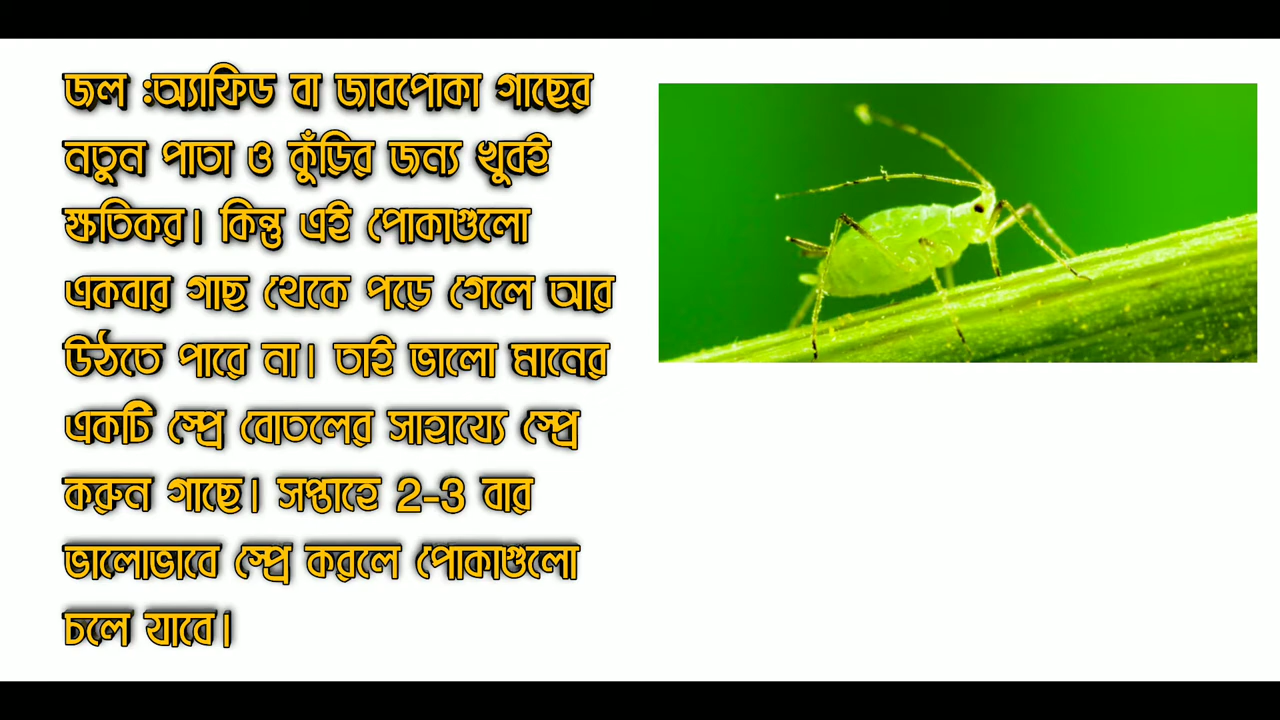 জল :অ্যাফিড বা জাবপোকা গাছের
নতুন পাতা ও কুঁড়ির জন্য খুবই
ক্ষতিকর। কিন্তু এই পোকাগুলো
একবার গাছ থেকে পড়ে গেলে আর
উঠতে পারে না। তাই ভালো মানের
একটি স্প্রে বোতলের সাহায্যে স্প্রে
করুন গাছে। সপ্তাহে 2-3 বার
ভালোভাবে স্প্রে করলে পোকাগুলো
চলে যাবে।